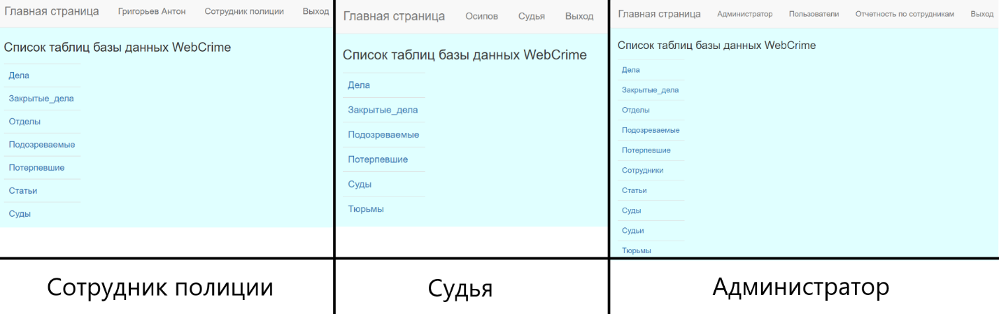 Главная страница Григорьев Антон Сотрудник полиции Выход
Список таблиц базы данных WebCrime
Дела
Закрытые_дела
Отделы
Подозреваемые
Потерпевшие
Статьи
Суды
Сотрудник полиции
Главная страница Осипов Судья Выход
Список таблиц базы данных WebCrime
Дела
Закрытые_дела
Подозреваемые
Потерпевшие
Суды
Тюрьмы
Судья
Главная страница Администратор Пользователи Отчетность по сотрудникам Выход
Список таблиц базы данных WebCrime
Дела
Закрытые_дела
Отделы
Подозреваемые
Потерпевшие
Сотрудники
Статьи
Суды
Судьи
Тюрьмы
Администратор